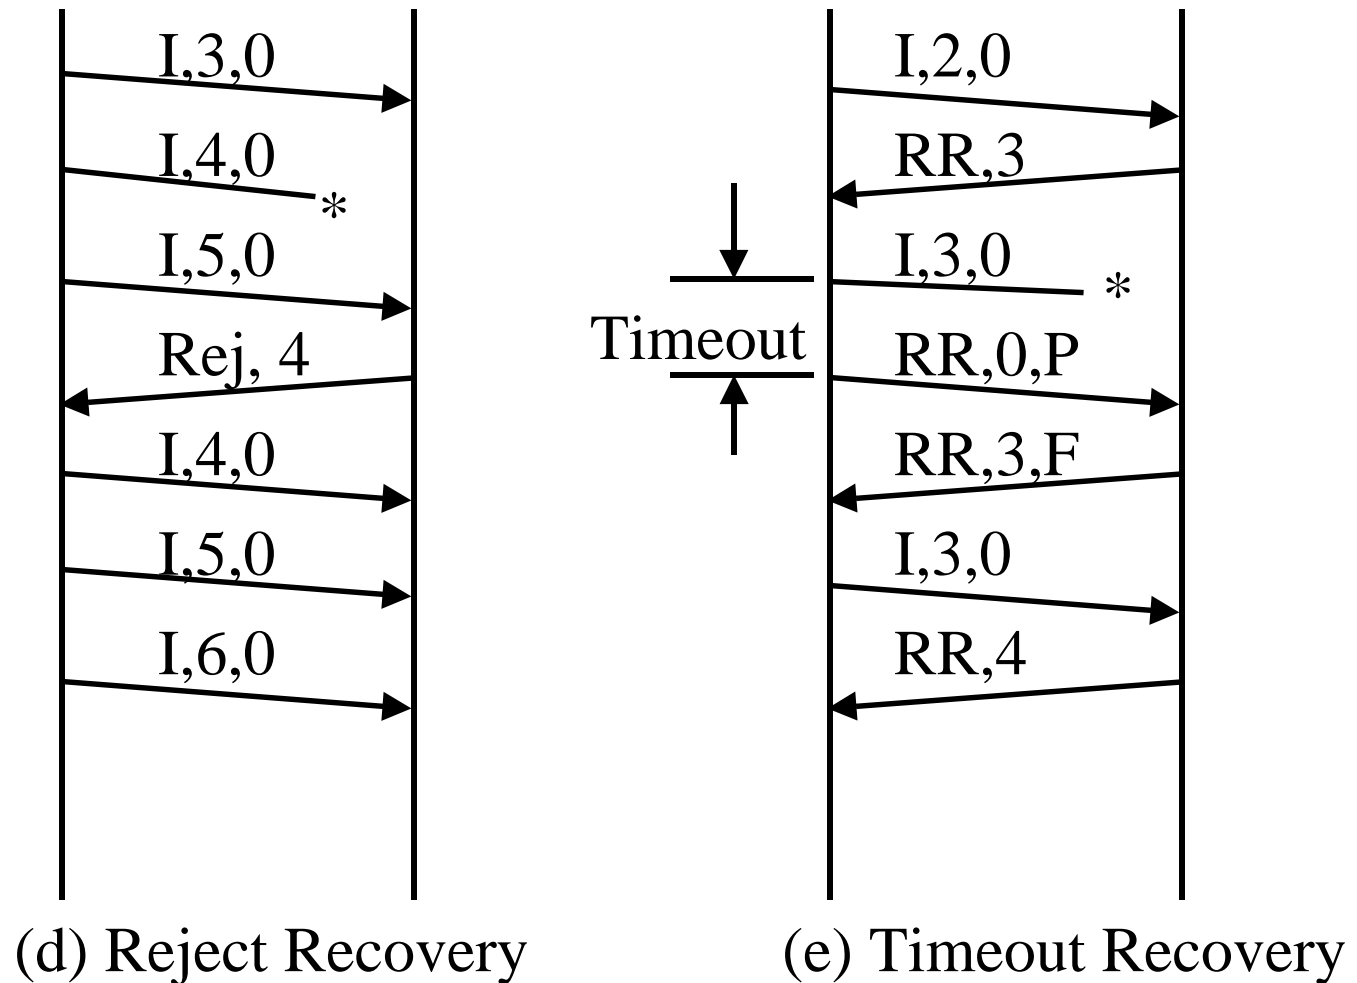 I,3,0
I,4,0
*
I,5,0
Rej, 4
I,4,0
I,5,0
I,6,0
(d) Reject Recovery
I,2,0
RR,3
I,3,0
*
Timeout
RR,0,P
RR,3,F
I,3,0
RR,4
(e) Timeout Recovery